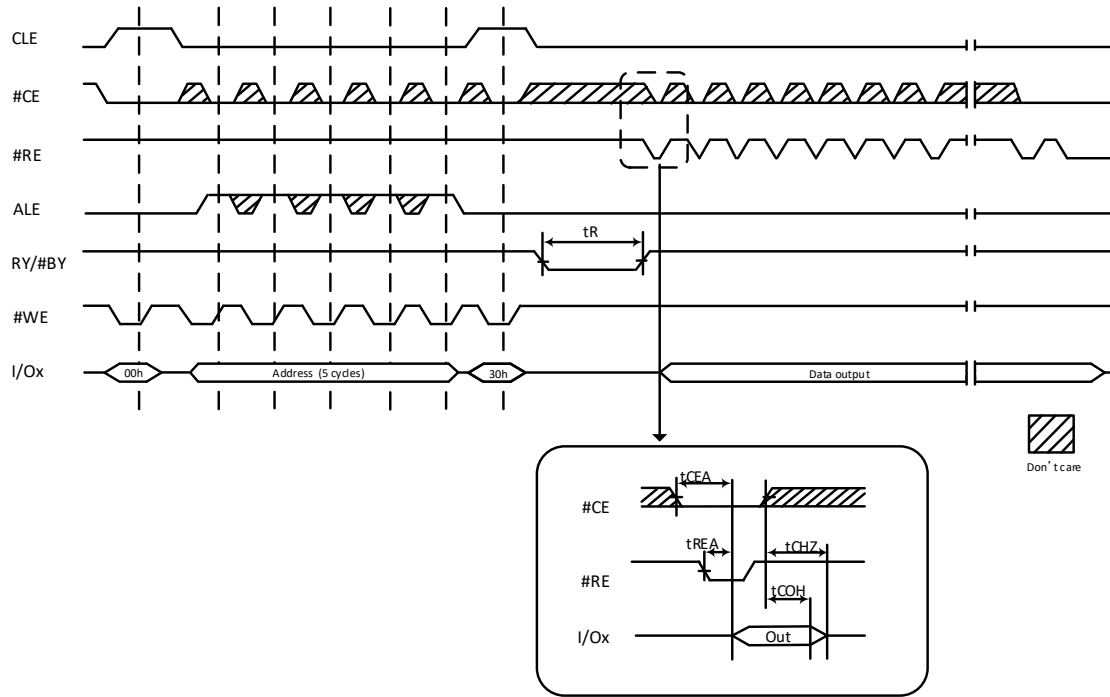 CLE
#CE
#RE
ALE
tR
RY/#BY
#WE
I/Ox
00h
Address (5 cycles)
30h
Data output
Don't care
tCEA
#CE
tREA
tCHZ
#RE
tCOH
I/Ox
Out